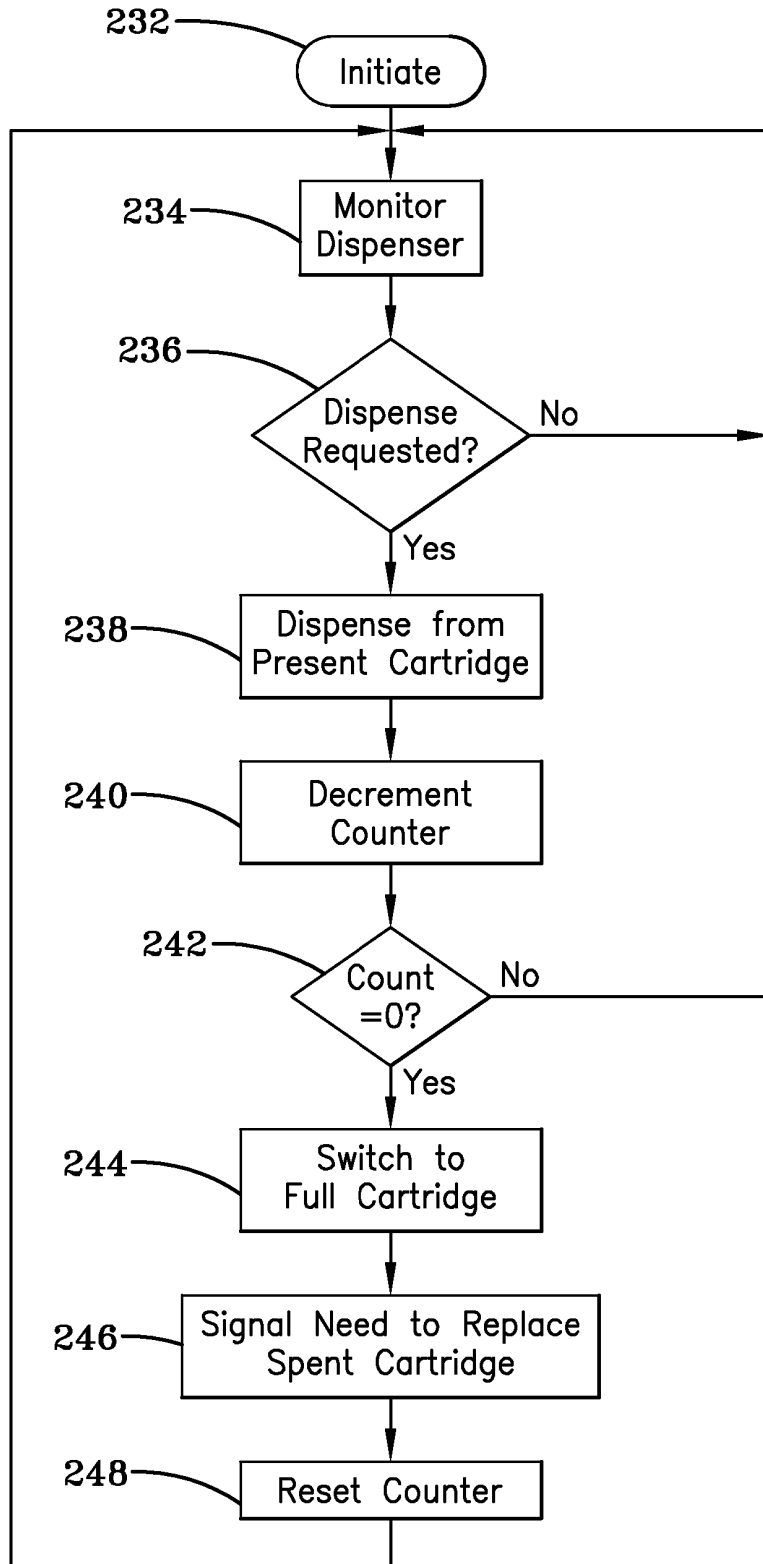 232
Initiate
234
Monitor
Dispenser
236
Dispense
Requested?
No
Yes
238
Dispense from
Present Cartridge
240
Decrement
Counter
242
Count
=0?
No
Yes
244
Switch to
Full Cartridge
246
Signal Need to Replace
Spent Cartridge
248
Reset Counter